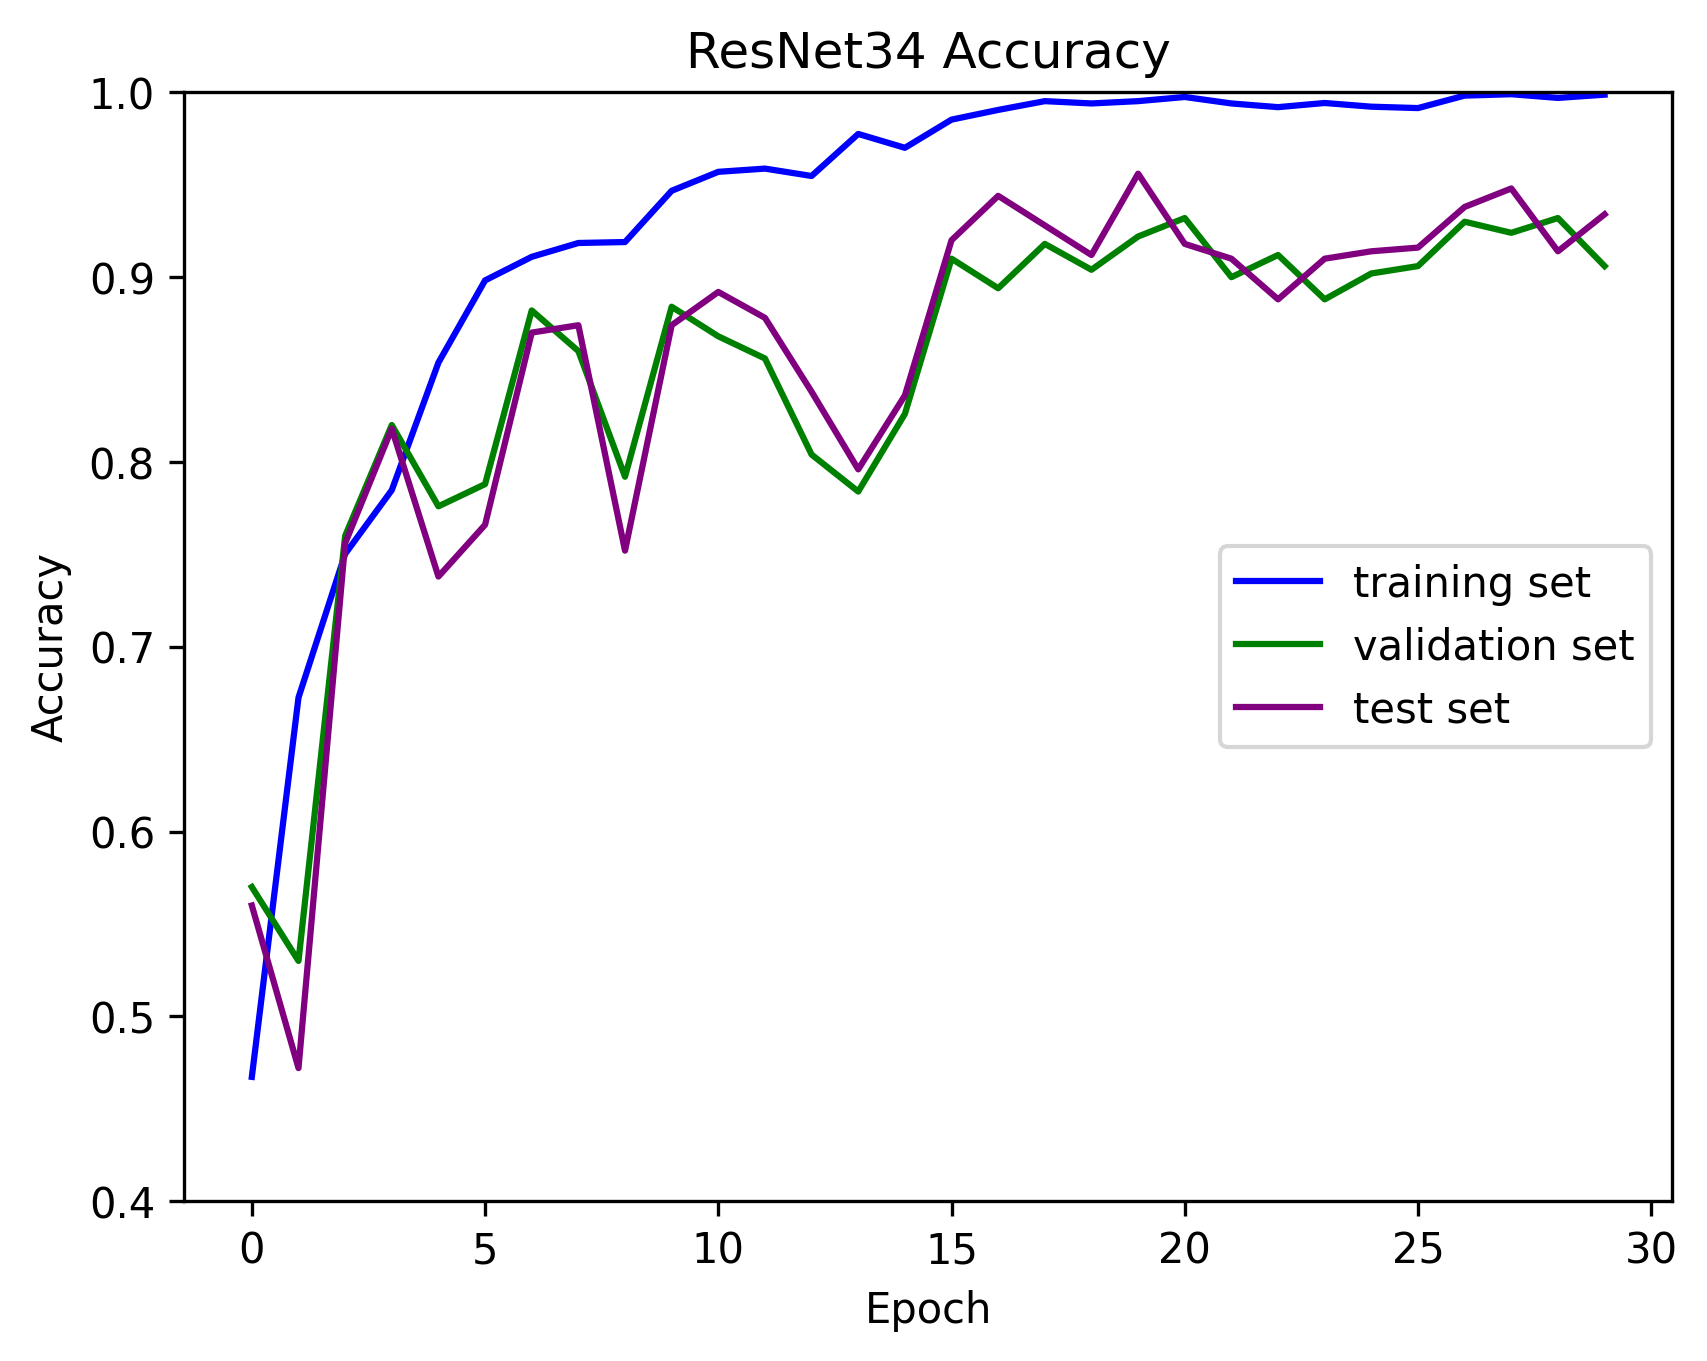 ResNet34 Accuracy
1.0
0.9
0.8
0.7
0.6
0.5
0.4
Accuracy
training set
validation set
test set
0 5 10 15 20 25 30
Epoch